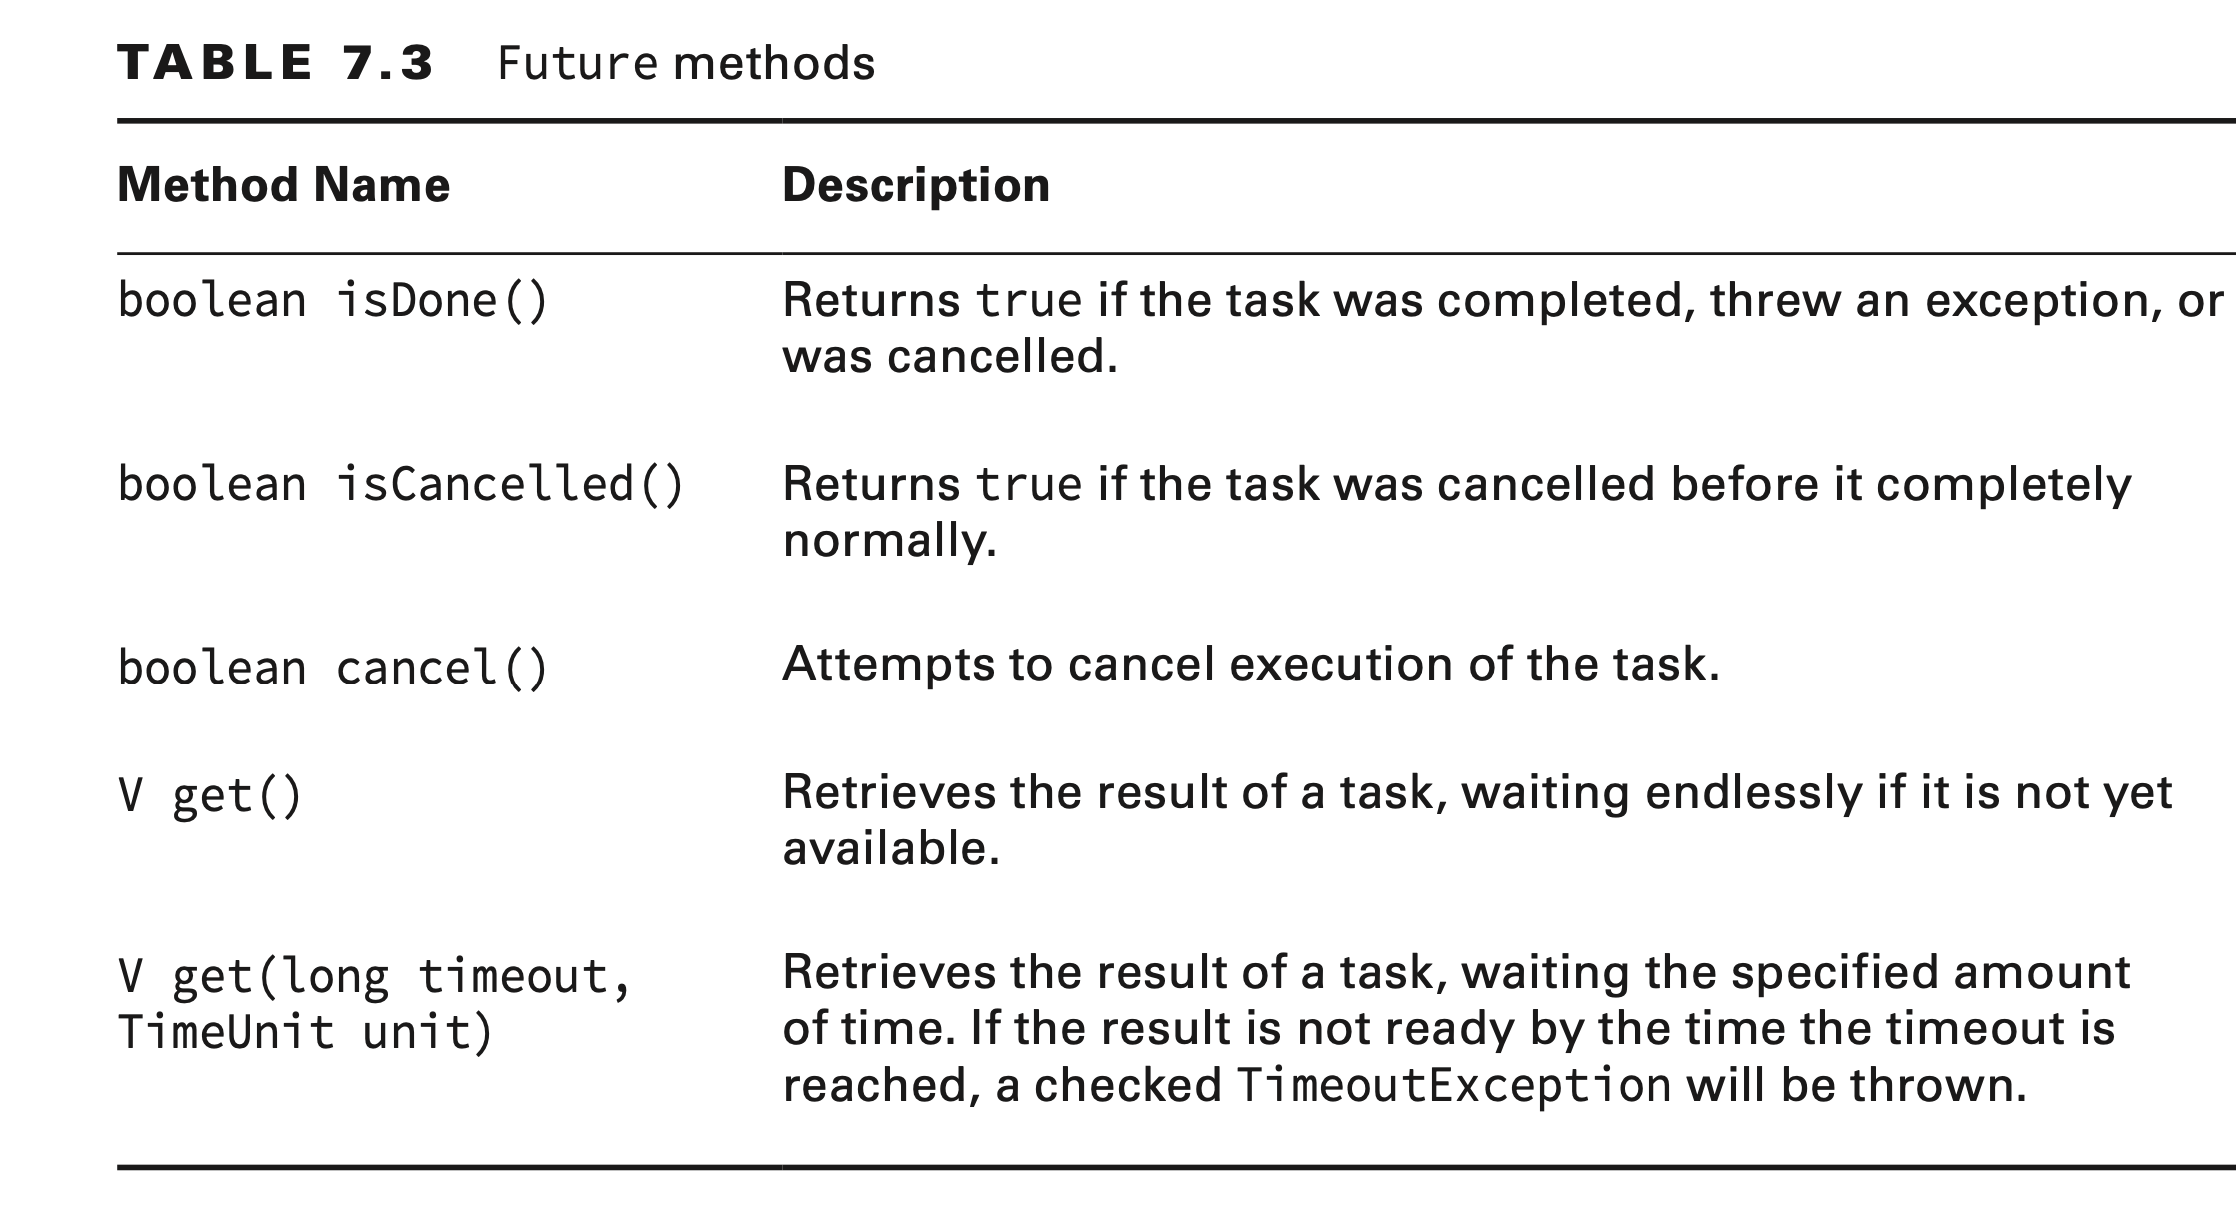 TABLE 7.3 Future methods
Method Name Description
boolean isDone() Returns true if the task was completed, threw an exception, or
was cancelled.
boolean isCancelled() Returns true if the task was cancelled before it completely
normally.
boolean cancel() Attempts to cancel execution of the task.
V get() Retrieves the result of a task, waiting endlessly if it is not yet
available.
V get(long timeout, Retrieves the result of a task, waiting the specified amount
TimeUnit unit) of time. If the result is not ready by the time the timeout is
reached, a checked TimeoutException will be thrown.